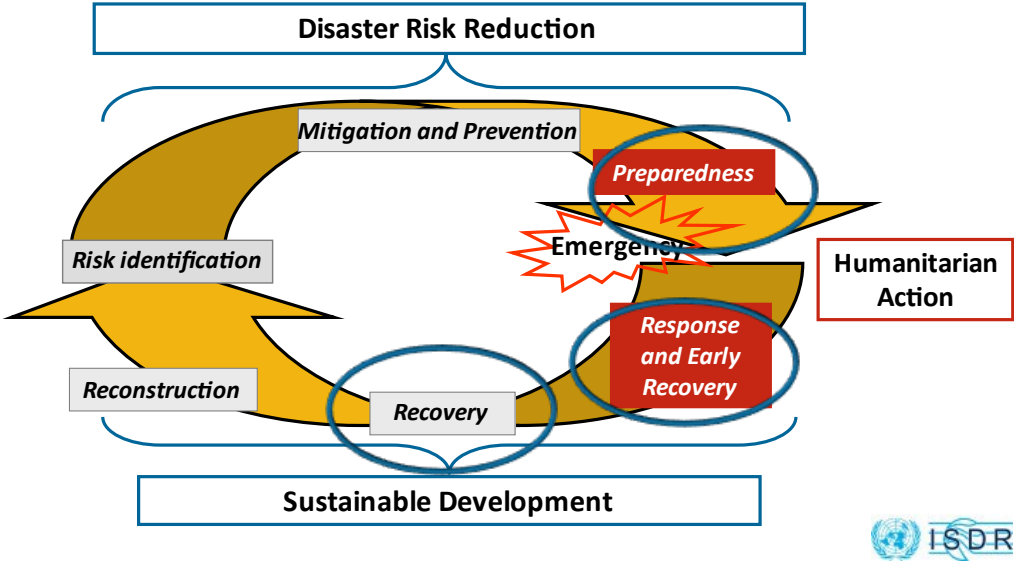 Disaster Risk Reduction
Mitigation and Prevention
Preparedness
Emergency
Risk identification
Humanitarian
Action
Response
and Early
Recovery
Reconstruction
Recovery
Sustainable Development
ISDR